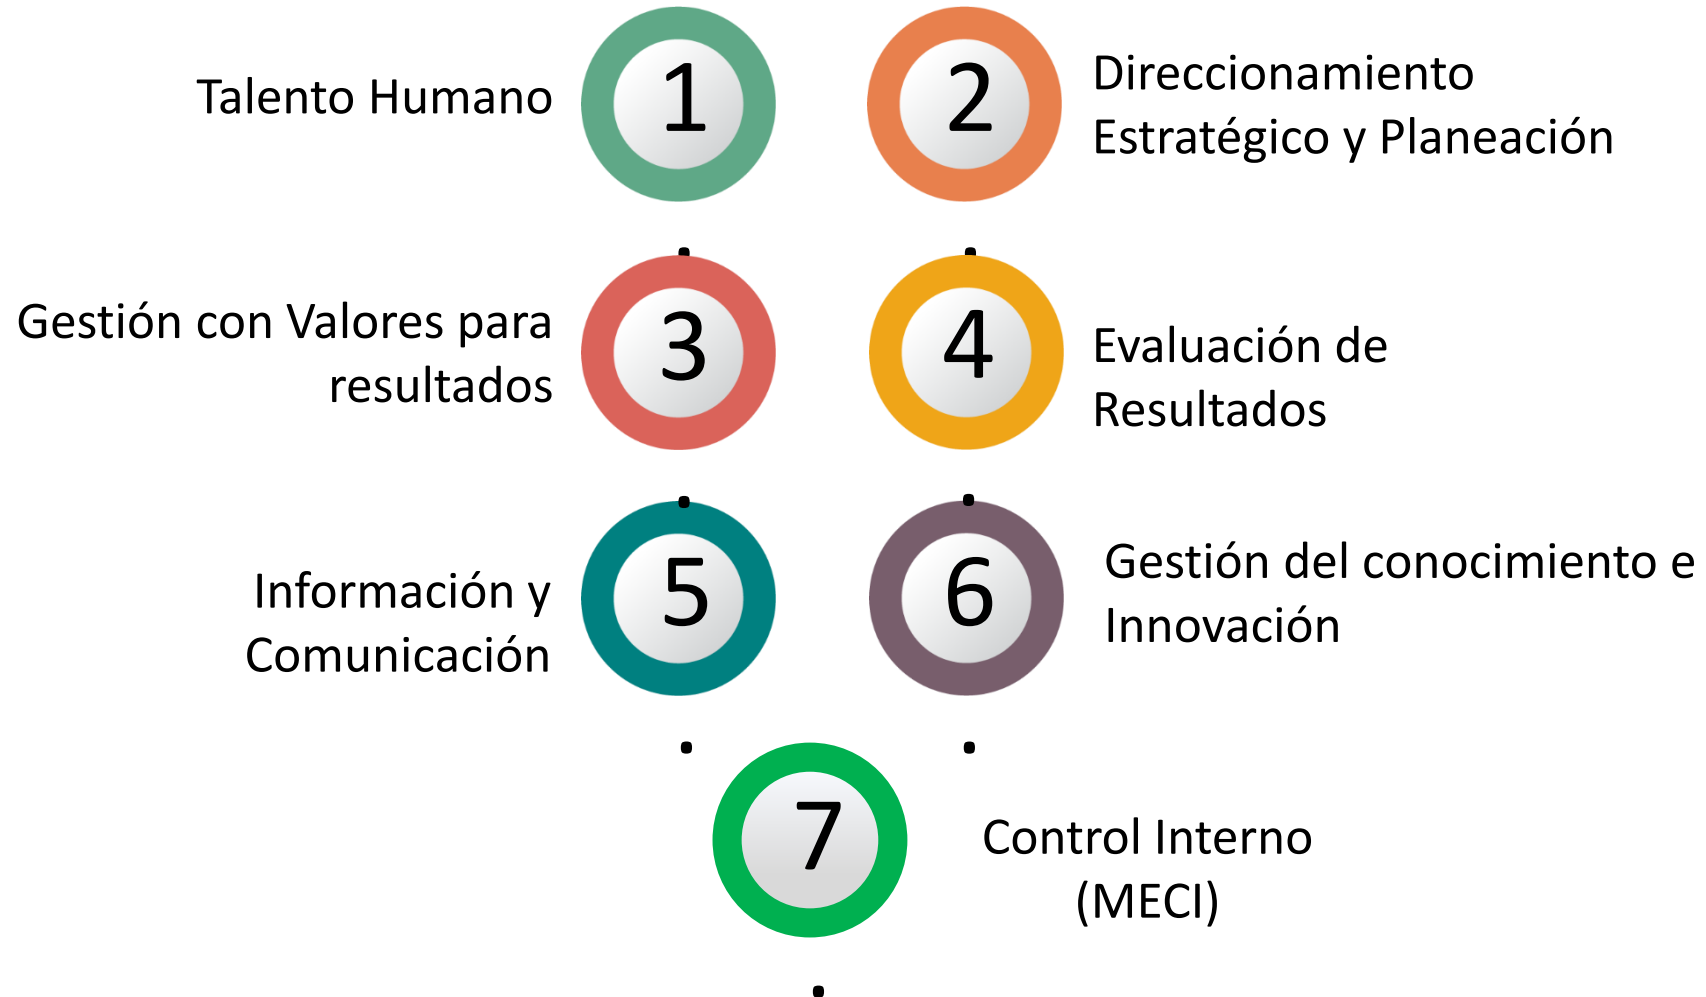 Talento Humano
1.
2.
Direccionamiento
Estratégico y Planeación
Gestión con Valores para
resultados
3.
4.
Evaluación de
Resultados
Información y
Comunicación
5.
6.
Gestión del conocimiento e
Innovación
7.
Control Interno
(MECI)